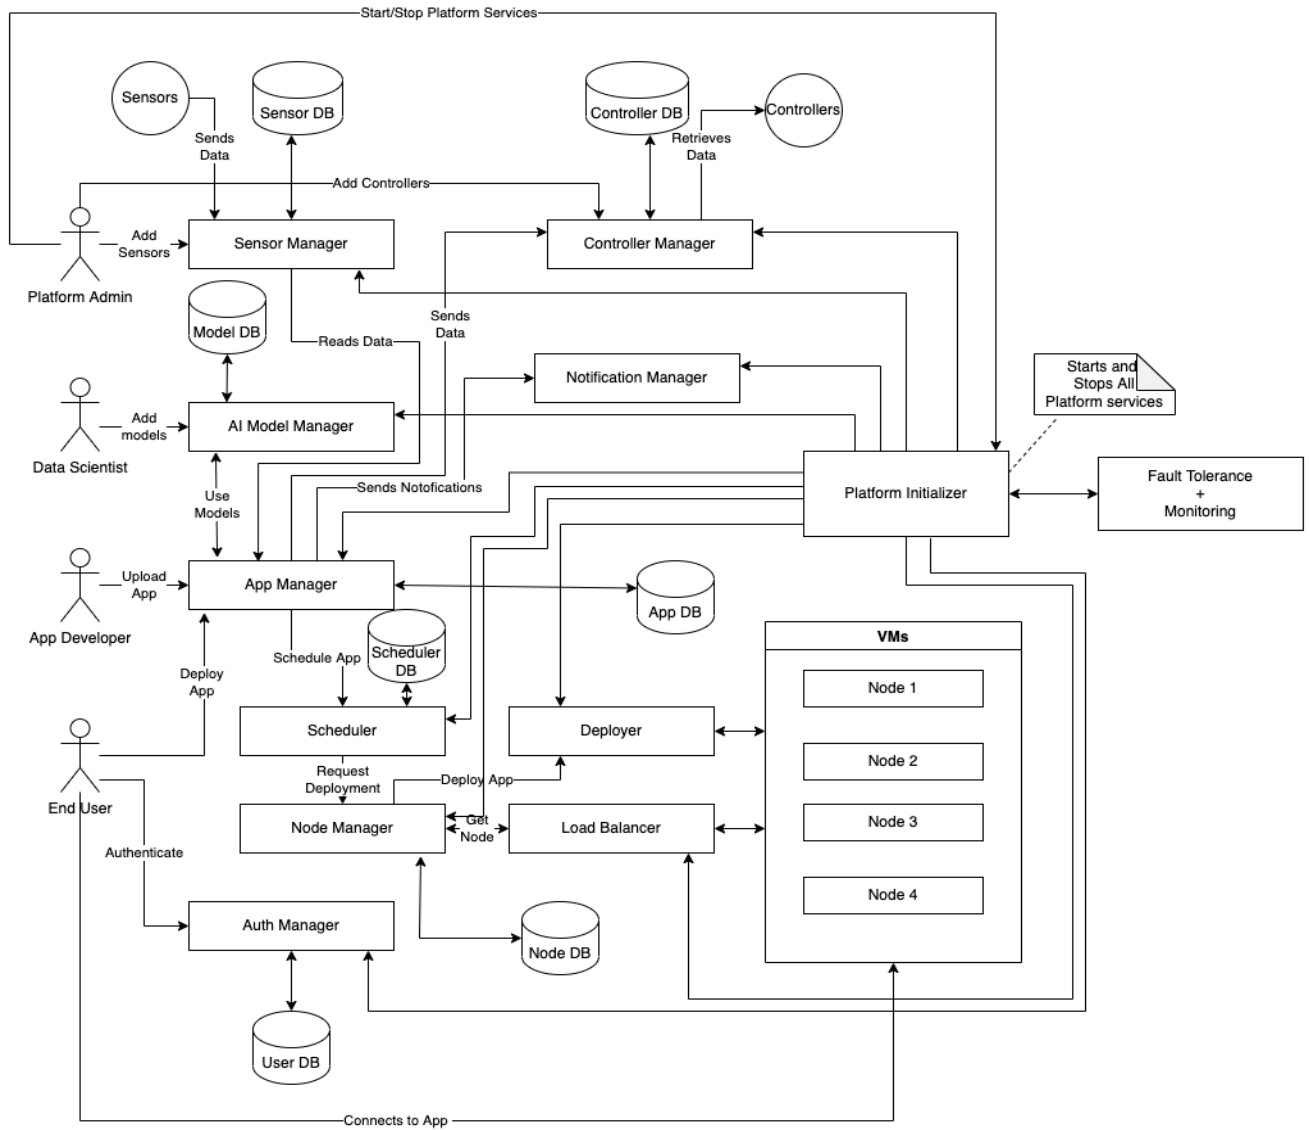 Start/Stop Platform Services
Sensors
Sensor DB
Controller DB
Controllers
Sends
Data
Retrieves
Data
Add Controllers
Add
Sensors
Sensor Manager
Controller Manager
Platform Admin
Model DB
Sends
Data
Reads Data
Notification Manager
Starts and
Stops All
Platform services
Add
models
AI Model Manager
Data Scientist
Use
Models
Sends Notofications
Platform Initializer
Fault Tolerance
+
Monitoring
Upload
App
App Manager
App DB
App Developer
Schedule App
Scheduler
DB
VMs
Deploy
App
Node 1
Scheduler
Deployer
Node 2
Request
Deployment
Deploy App
End User
Node Manager
Get
Node
Load Balancer
Node 3
Authenticate
Node 4
Auth Manager
Node DB
User DB
Connects to App